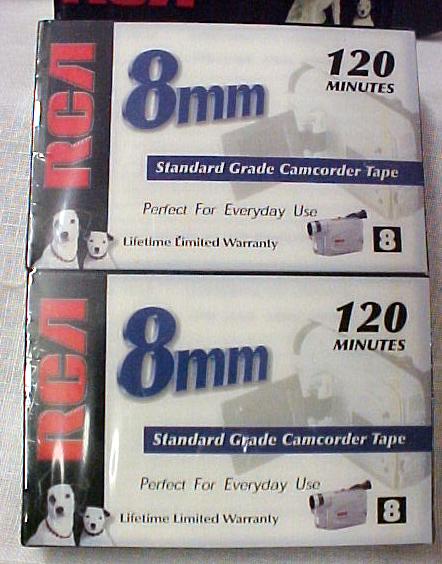 RCA
RCA
8mm
120
MINUTES
Standard Grade Camcorder Tape
Perfect For Everyday Use
Lifetime Limited Warranty
8
RCA
8mm
120
MINUTES
Standard Grade Camcorder Tape
Perfect For Everyday Use
Lifetime Limited Warranty
8